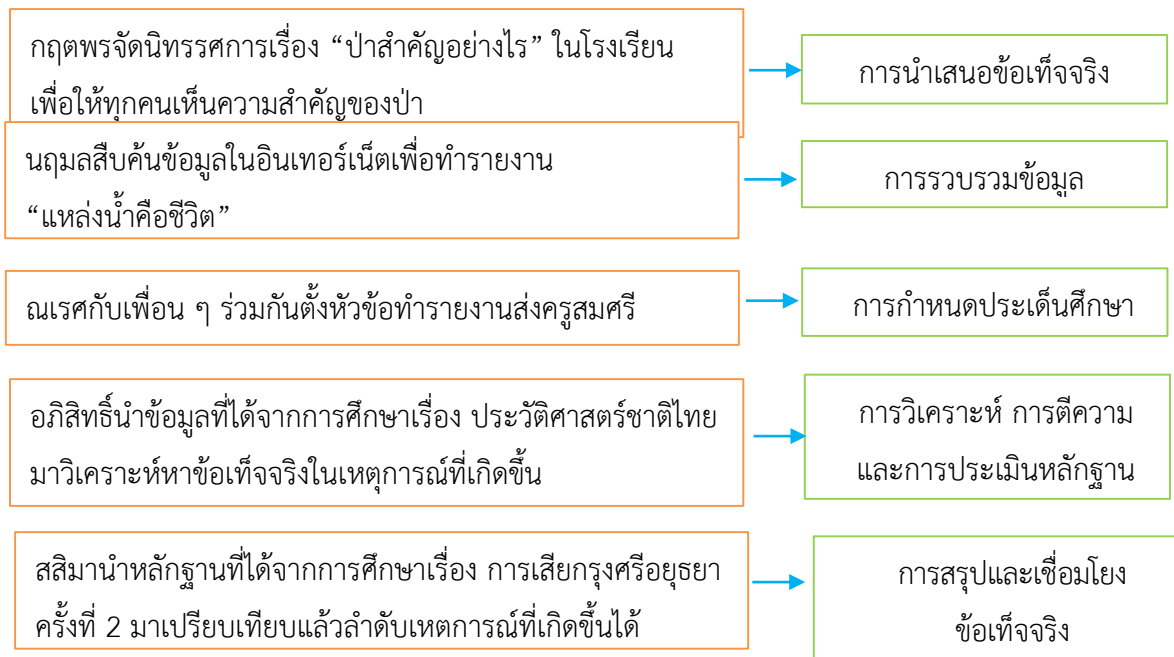 กฤตพรจัดนิทรรศการเรื่อง “ป่าสำคัญอย่างไร” ในโรงเรียน
เพื่อให้ทุกคนเห็นความสำคัญของป่า
การนำเสนอข้อเท็จจริง
นฤมลสืบค้นข้อมูลในอินเทอร์เน็ตเพื่อทำรายงาน
“แหล่งน้ำคือชีวิต”
การรวบรวมข้อมูล
ณเรศกับเพื่อน ๆ ร่วมกันตั้งหัวข้อทำรายงานส่งครูสมศรี
การกำหนดประเด็นศึกษา
อภิสิทธิ์นำข้อมูลที่ได้จากการศึกษาเรื่อง ประวัติศาสตร์ชาติไทย
มาวิเคราะห์หาข้อเท็จจริงในเหตุการณ์ที่เกิดขึ้น
การวิเคราะห์ การตีความ
และการประเมินหลักฐาน
สสิมานำหลักฐานที่ได้จากการศึกษาเรื่อง การเสียกรุงศรีอยุธยา
ครั้งที่ 2 มาเปรียบเทียบแล้วลำดับเหตการณ์ที่เกิดขึ้นได้
การสรุปและเชื่อมโยง
ข้อเท็จจริง